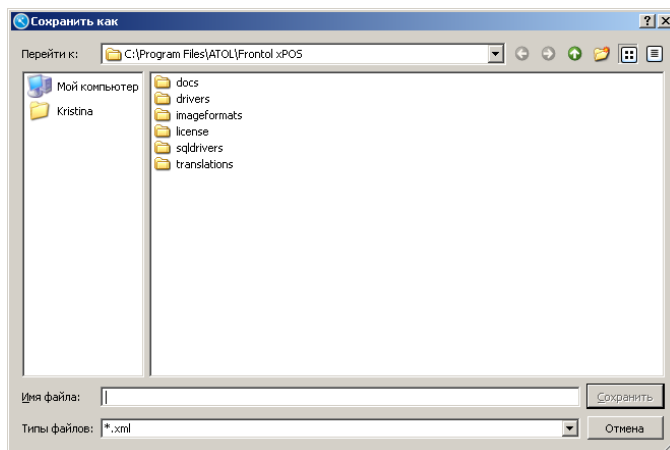 Сохранить как
Перейти к: C:\Program Files\ATOL\Frontol xPOS
Мой компьютер
Kristina
docs
drivers
imageformats
license
sqldrivers
translations
Имя файла:
Сохранить
Типы файлов: *.xml
Отмена